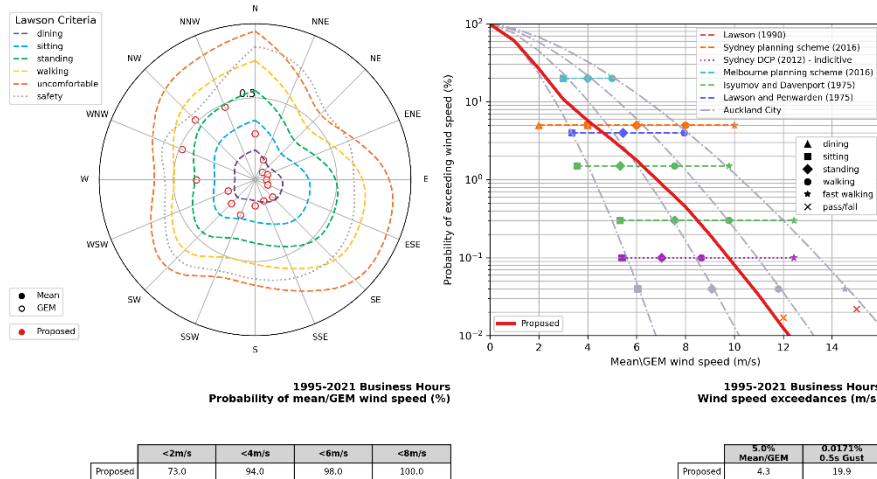 Lawson Criteria
dining
sitting
standing
walking
uncomfortable
safety
N
NNE
NE
ENE
E
ESE
SE
SSE
S
SSW
SW
WSW
W
WNW
NW
NNW
0.5
Mean
GEM
Proposed
1995-2021 Business Hours
Probability of mean/GEM wind speed (%)
<2m/s <4m/s <6m/s <8m/s
Proposed 73.0 94.0 98.0 100.0
Probability of exceeding wind speed (%)
10²
10¹
10⁰
10⁻¹
10⁻²
0 2 4 6 8 10 12 14
Mean\GEM wind speed (m/s)
Lawson (1990)
Sydney planning scheme (2016)
Sydney DCP (2012) - indicitive
Melbourne planning scheme (2016)
Isyumov and Davenport (1975)
Lawson and Penwarden (1975)
Auckland City
dining
sitting
standing
walking
fast walking
pass/fail
Proposed
1995-2021 Business Hours
Wind speed exceedances (m/s
5.0% 0.0171%
Mean/GEM 0.5s Gust
Proposed 4.3 19.9